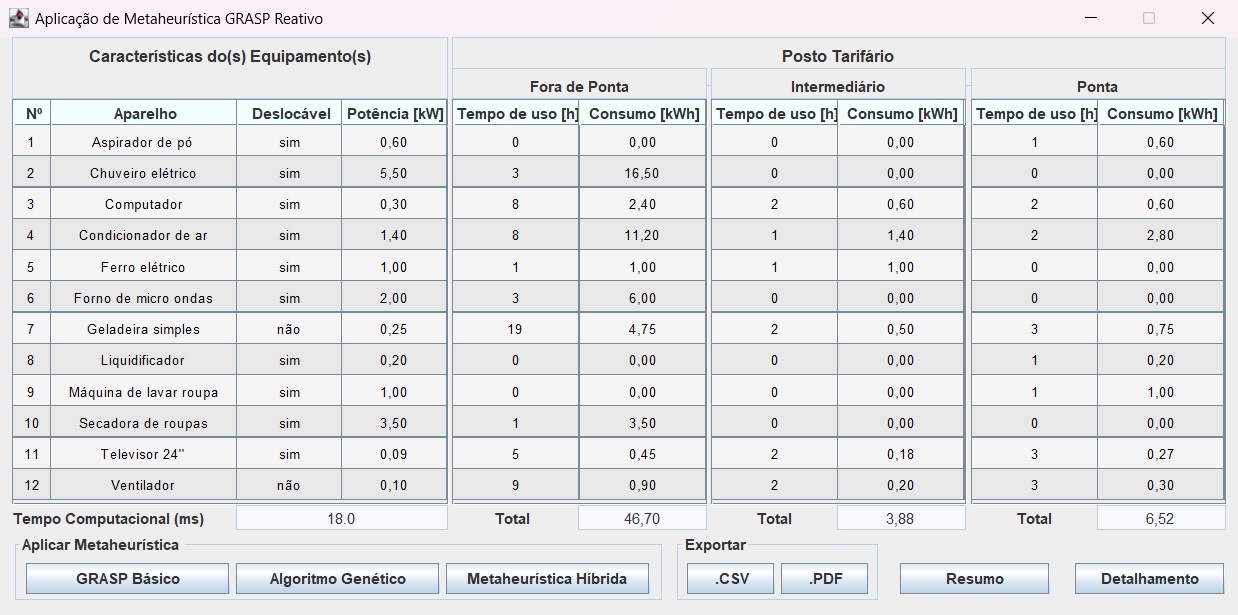 Aplicação de Metaheurística GRASP Reativo
Características do(s) Equipamento(s) Posto Tarifário
Fora de Ponta Intermediário Ponta
Nº Aparelho Deslocável Potência [kW] Tempo de uso [h] Consumo [kWh] Tempo de uso [h] Consumo [kWh] Tempo de uso [h] Consumo [kWh]
1 Aspirador de pó sim 0,60 0 0,00 0 0,00 1 0,60
2 Chuveiro elétrico sim 5,50 3 16,50 0 0,00 0 0,00
3 Computador sim 0,30 8 2,40 2 0,60 2 0,60
4 Condicionador de ar sim 1,40 8 11,20 1 1,40 2 2,80
5 Ferro elétrico sim 1,00 1 1,00 1 1,00 0 0,00
6 Forno de micro ondas sim 2,00 3 6,00 0 0,00 0 0,00
7 Geladeira simples não 0,25 19 4,75 2 0,50 3 0,75
8 Liquidificador sim 0,20 0 0,00 0 0,00 1 0,20
9 Máquina de lavar roupa sim 1,00 0 0,00 0 0,00 1 1,00
10 Secadora de roupas sim 3,50 1 3,50 0 0,00 0 0,00
11 Televisor 24" sim 0,09 5 0,45 2 0,18 3 0,27
12 Ventilador não 0,10 9 0,90 2 0,20 3 0,30
Tempo Computacional (ms) 18.0 Total 46,70 Total 3,88 Total 6,52
Aplicar Metaheurística Exportar
GRASP Básico Algoritmo Genético Metaheurística Híbrida .CSV .PDF Resumo Detalhamento